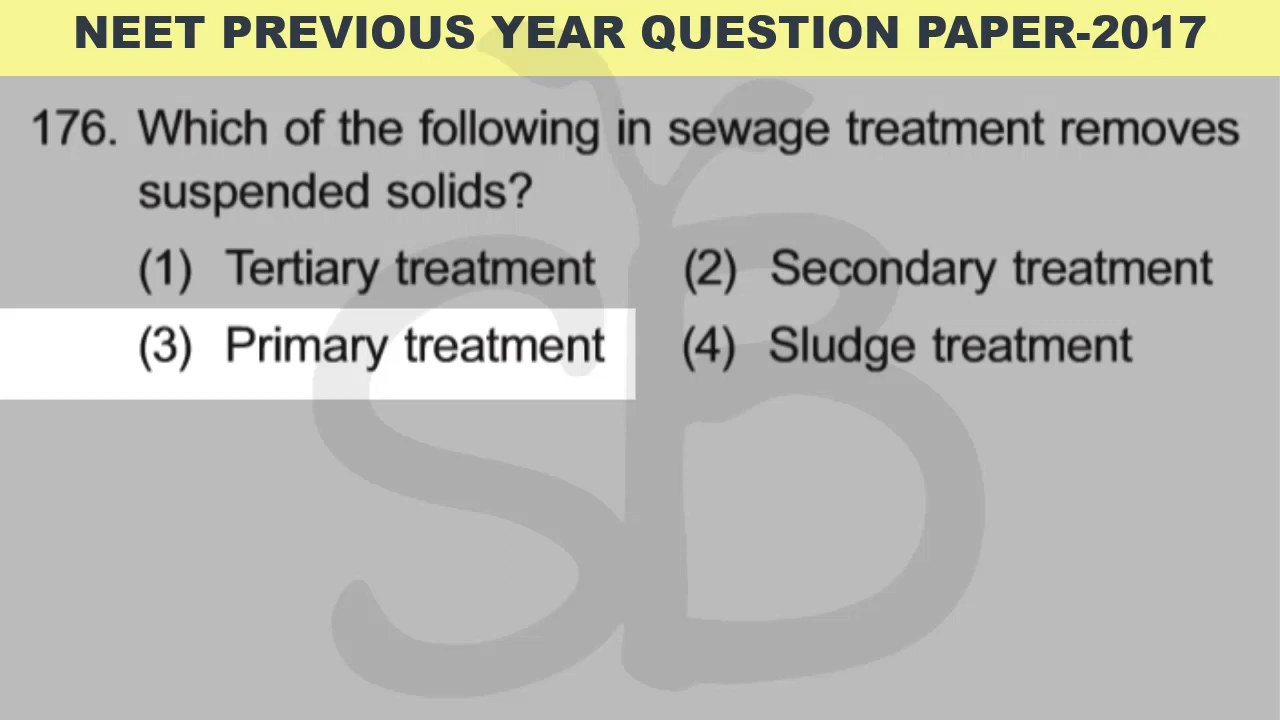 NEET PREVIOUS YEAR QUESTION PAPER-2017
176. Which of the following in sewage treatment removes
suspended solids?
(1) Tertiary treatment (2) Secondary treatment
(3) Primary treatment (4) Sludge treatment
SB